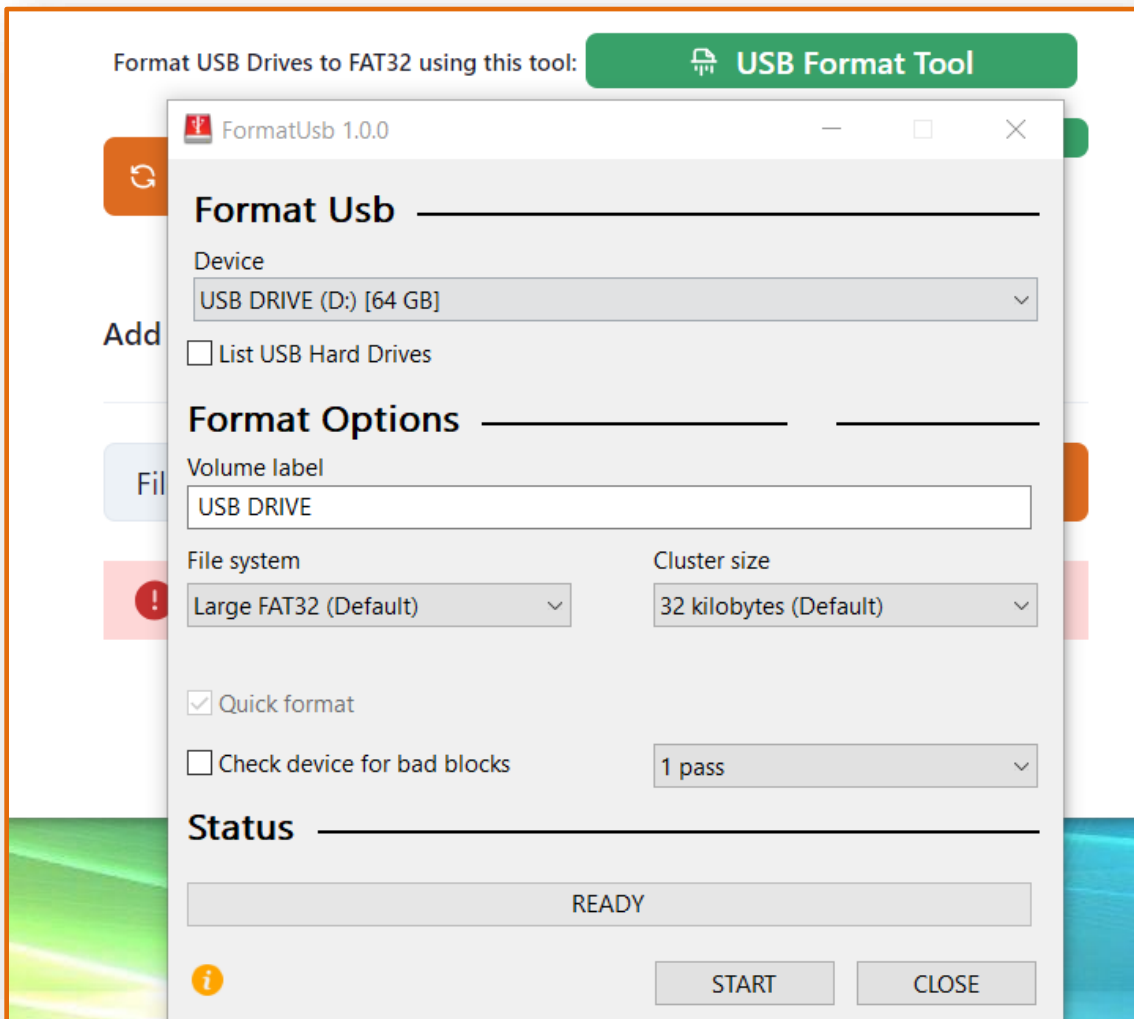 Format USB Drives to FAT32 using this tool:
USB Format Tool
FormatUsb 1.0.0
Format Usb
Device
USB DRIVE (D:) [64 GB]
List USB Hard Drives
Add
Format Options
Fil
Volume label
USB DRIVE
File system
Cluster size
Large FAT32 (Default)
32 kilobytes (Default)
Quick format
Check device for bad blocks
1 pass
Status
READY
START
CLOSE